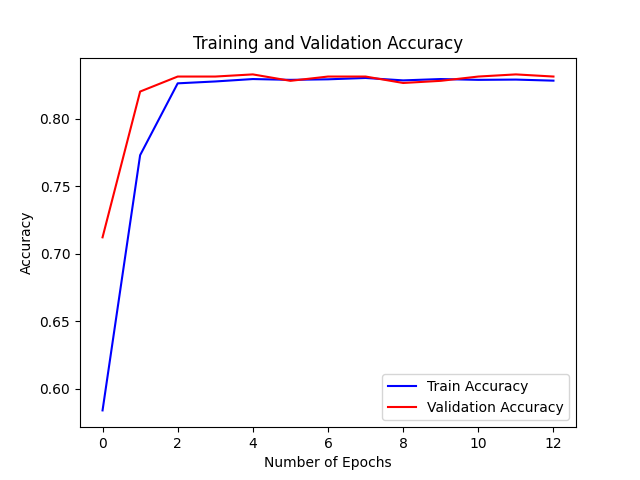 Training and Validation Accuracy
Accuracy
0.80
0.75
0.70
0.65
0.60
Train Accuracy
Validation Accuracy
0 2 4 6 8 10 12
Number of Epochs